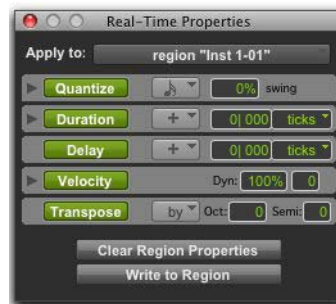 Real-Time Properties
Apply to: region "Inst 1-01"
Quantize 0% swing
Duration + 0| 000 ticks
Delay + 0| 000 ticks
Velocity Dyn: 100% 0
Transpose by Oct: 0 Semi: 0
Clear Region Properties
Write to Region